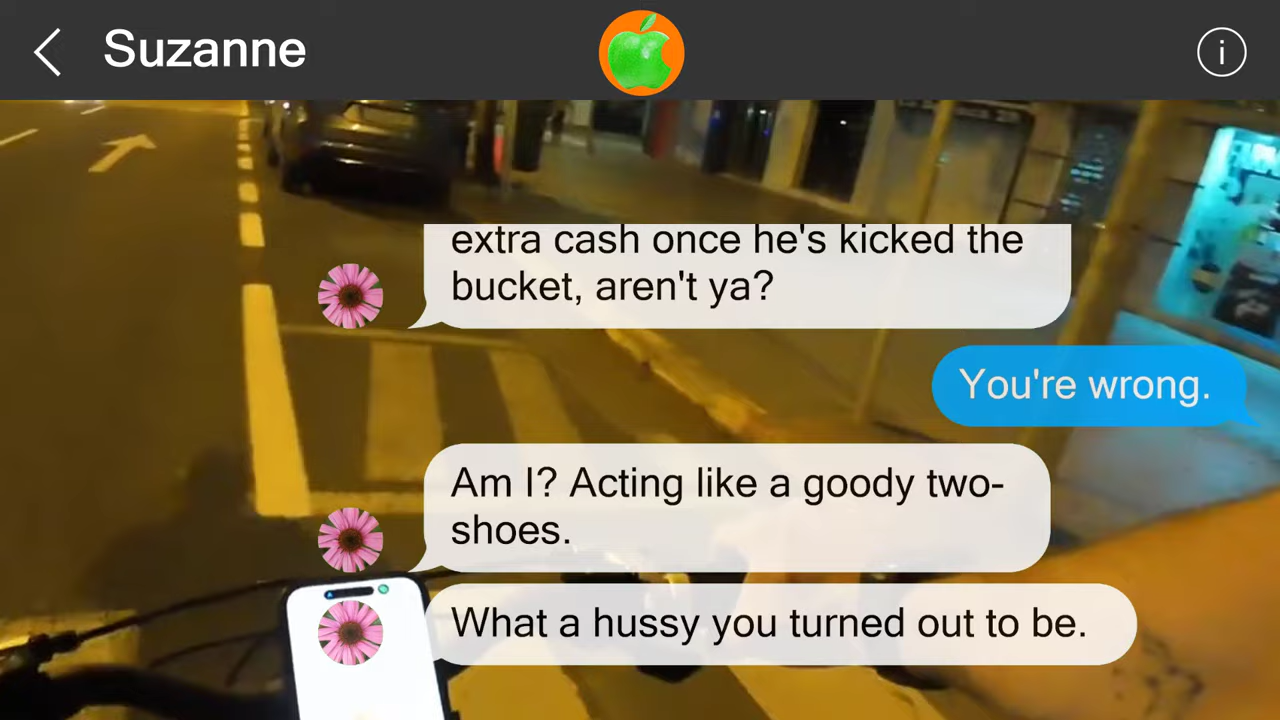 Suzanne
i
extra cash once he's kicked the
bucket, aren't ya?
You're wrong.
Am I? Acting like a goody two-
shoes.
What a hussy you turned out to be.